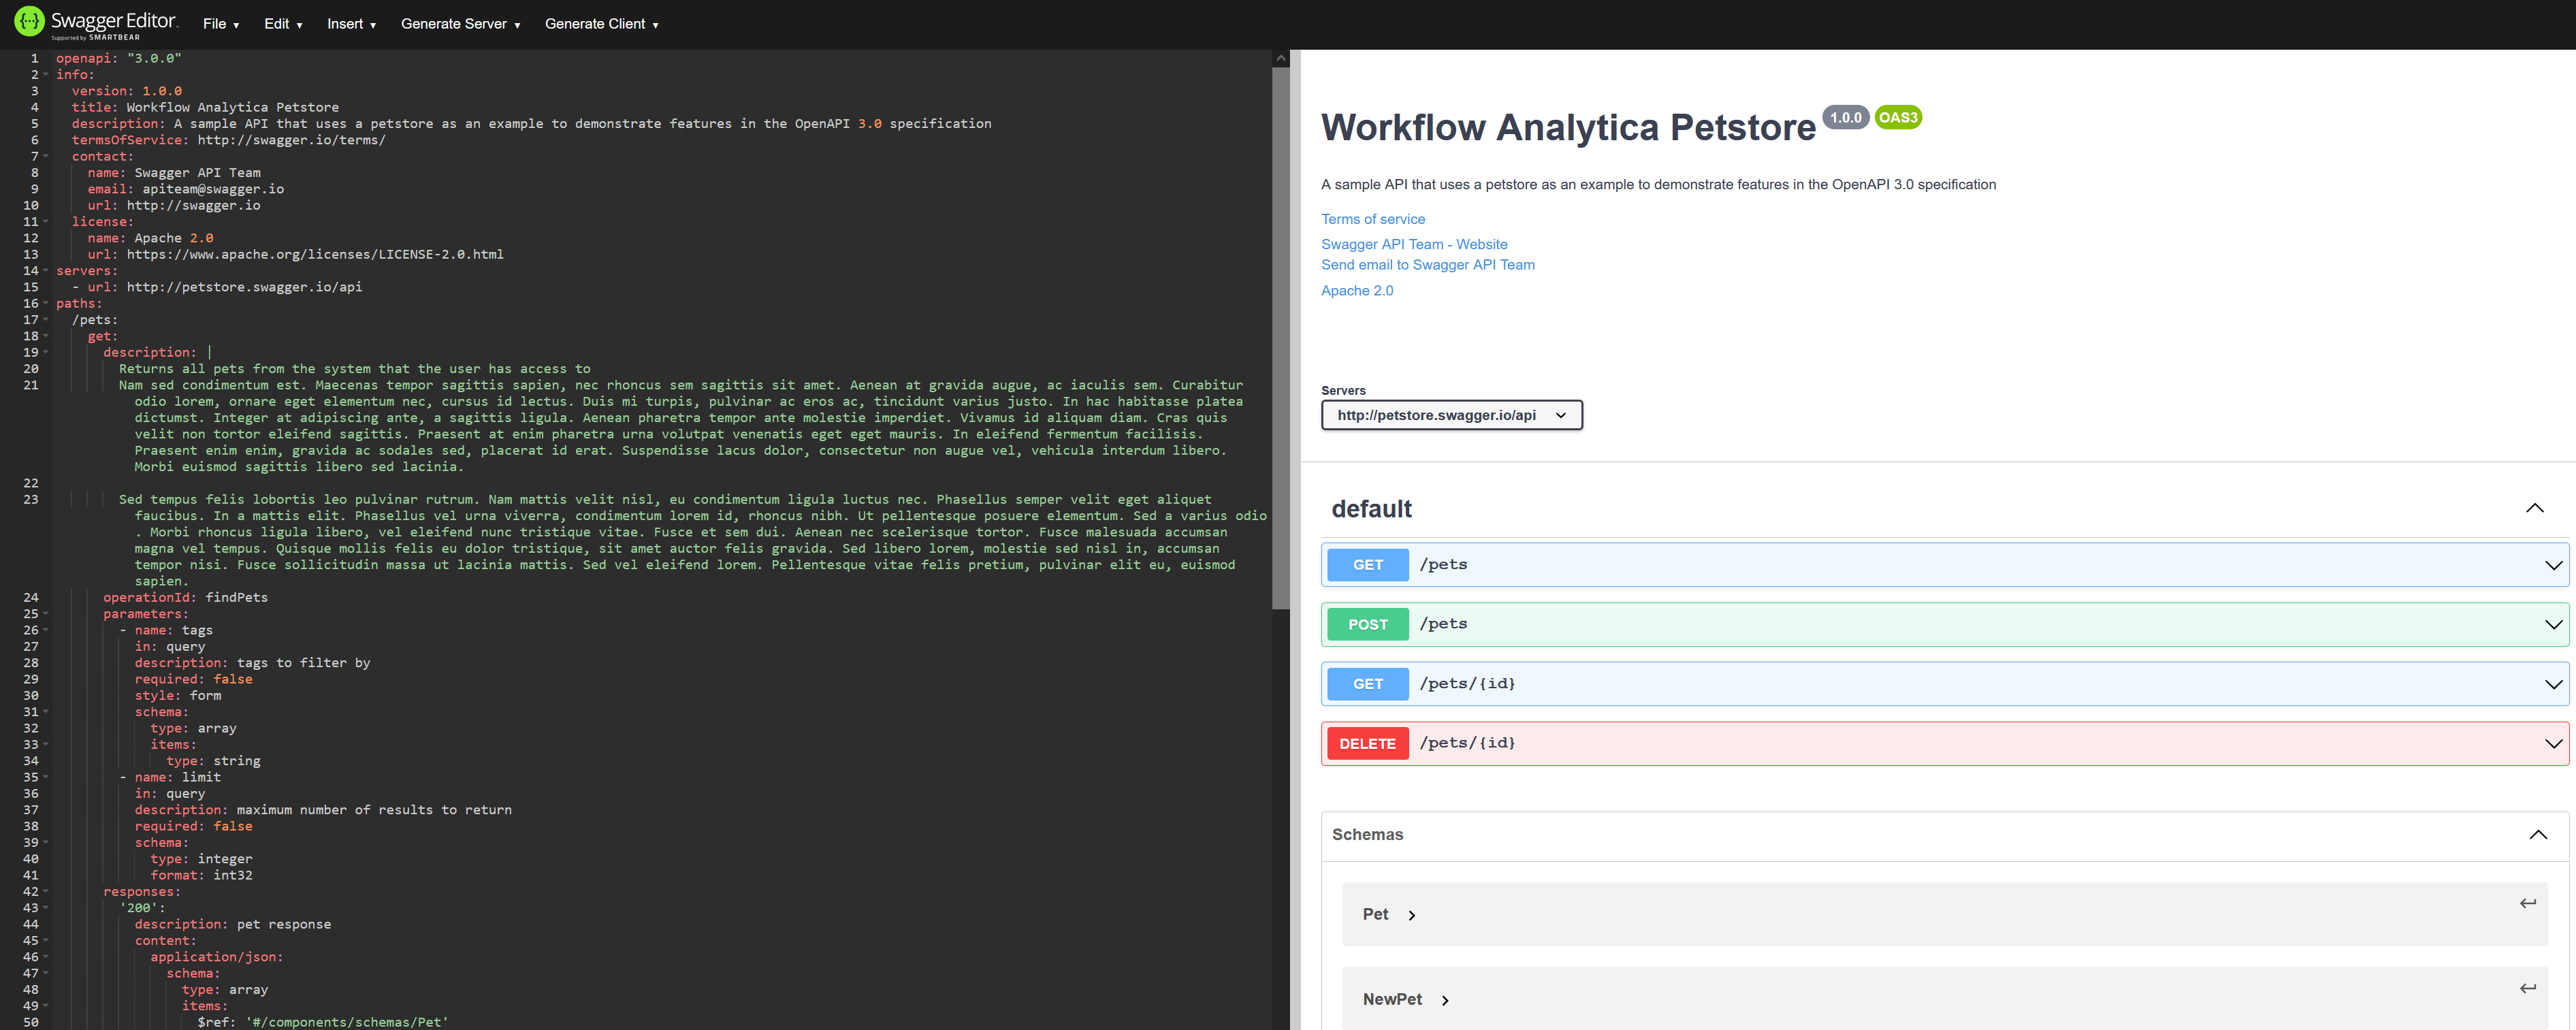 Swagger Editor
Supported by SMARTBEAR
File ▾ Edit ▾ Insert ▾ Generate Server ▾ Generate Client ▾
1 openapi: "3.0.0"
2 info:
3 version: 1.0.0
4 title: Workflow Analytica Petstore
5 description: A sample API that uses a petstore as an example to demonstrate features in the OpenAPI 3.0 specification
6 termsOfService: http://swagger.io/terms/
7 contact:
8 name: Swagger API Team
9 email: apiteam@swagger.io
10 url: http://swagger.io
11 license:
12 name: Apache 2.0
13 url: https://www.apache.org/licenses/LICENSE-2.0.html
14 servers:
15 - url: http://petstore.swagger.io/api
16 paths:
17 /pets:
18 get:
19 description: |
20 Returns all pets from the system that the user has access to
21 Nam sed condimentum est. Maecenas tempor sagittis sapien, nec rhoncus sem sagittis sit amet. Aenean at gravida augue, ac iaculis sem. Curabitur
odio lorem, ornare eget elementum nec, cursus id lectus. Duis mi turpis, pulvinar ac eros ac, tincidunt varius justo. In hac habitasse platea
dictumst. Integer at adipiscing ante, a sagittis ligula. Aenean pharetra tempor ante molestie imperdiet. Vivamus id aliquam diam. Cras quis
velit non tortor eleifend sagittis. Praesent at enim pharetra urna volutpat venenatis eget eget mauris. In eleifend fermentum facilisis.
Praesent enim enim, gravida ac sodales sed, placerat id erat. Suspendisse lacus dolor, consectetur non augue vel, vehicula interdum libero.
Morbi euismod sagittis libero sed lacinia.
22
23 Sed tempus felis lobortis leo pulvinar rutrum. Nam mattis velit nisl, eu condimentum ligula luctus nec. Phasellus semper velit eget aliquet
faucibus. In a mattis elit. Phasellus vel urna viverra, condimentum lorem id, rhoncus nibh. Ut pellentesque posuere elementum. Sed a varius odio
. Morbi rhoncus ligula libero, vel eleifend nunc tristique vitae. Fusce et sem dui. Aenean nec scelerisque tortor. Fusce malesuada accumsan
magna vel tempus. Quisque mollis felis eu dolor tristique, sit amet auctor felis gravida. Sed libero lorem, molestie sed nisl in, accumsan
tempor nisi. Fusce sollicitudin massa ut lacinia mattis. Sed vel eleifend lorem. Pellentesque vitae felis pretium, pulvinar elit eu, euismod
sapien.
24 operationId: findPets
25 parameters:
26 - name: tags
27 in: query
28 description: tags to filter by
29 required: false
30 style: form
31 schema:
32 type: array
33 items:
34 type: string
35 - name: limit
36 in: query
37 description: maximum number of results to return
38 required: false
39 schema:
40 type: integer
41 format: int32
42 responses:
43 '200':
44 description: pet response
45 content:
46 application/json:
47 schema:
48 type: array
49 items:
50 $ref: '#/components/schemas/Pet'
Workflow Analytica Petstore 1.0.0 OAS3
A sample API that uses a petstore as an example to demonstrate features in the OpenAPI 3.0 specification
Terms of service
Swagger API Team - Website
Send email to Swagger API Team
Apache 2.0
Servers
http://petstore.swagger.io/api
default
GET /pets
POST /pets
GET /pets/{id}
DELETE /pets/{id}
Schemas
Pet
NewPet